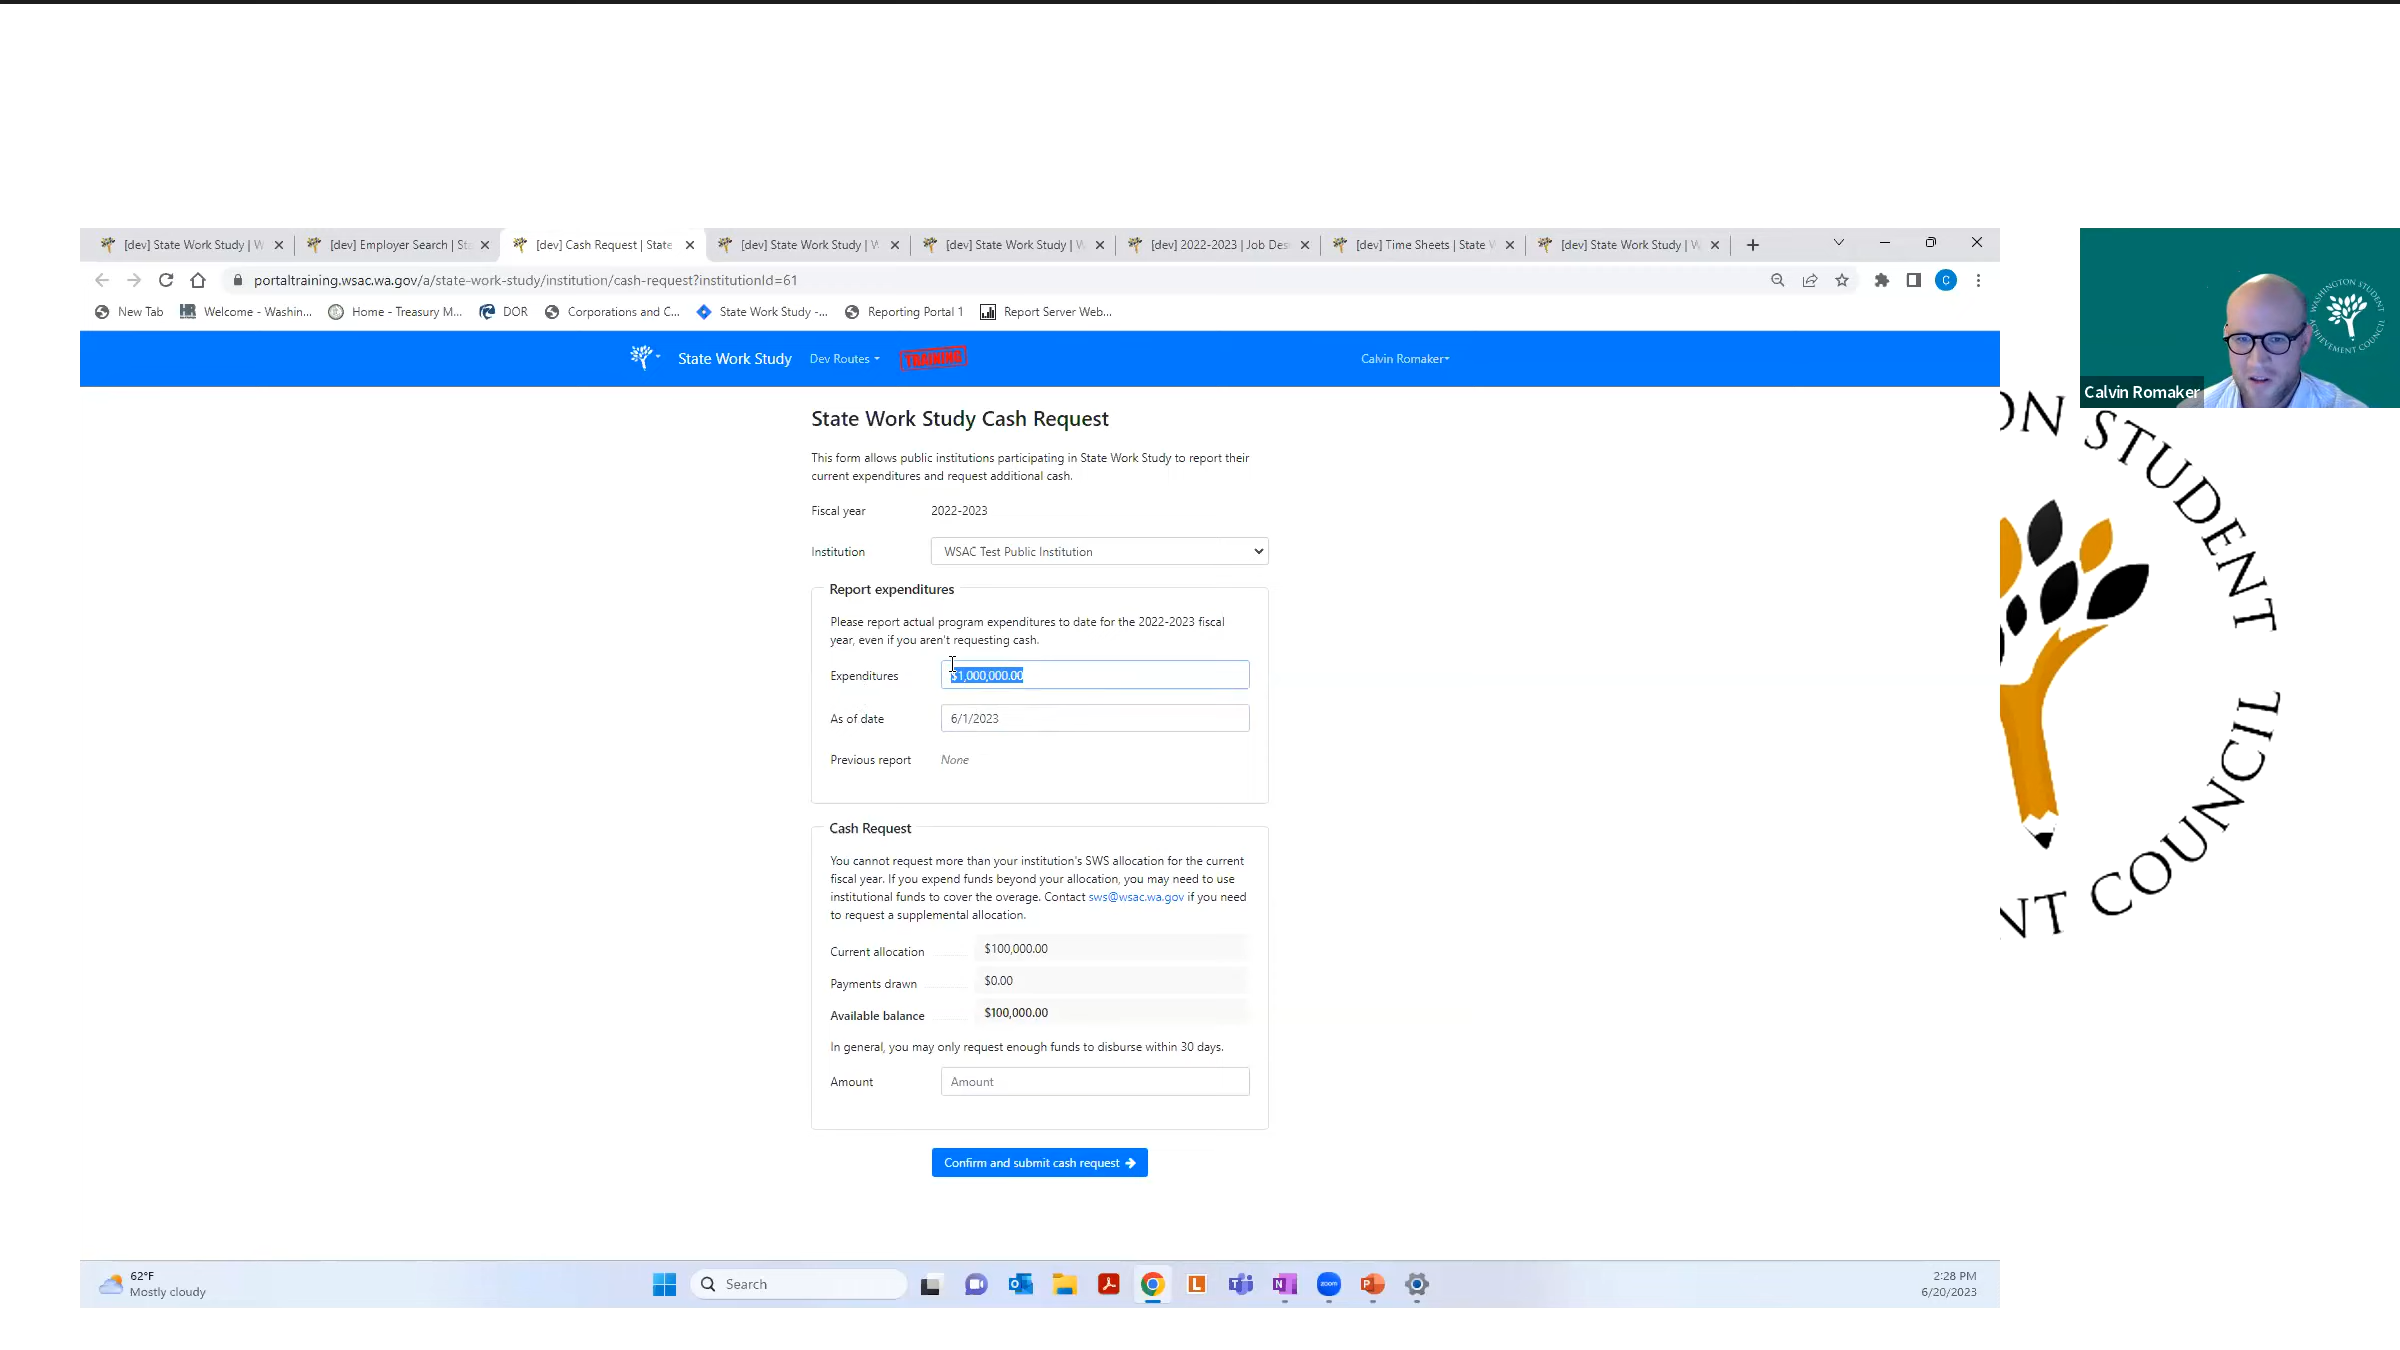 [dev] State Work Study | W
[dev] Employer Search | Sta
[dev] Cash Request | State
[dev] State Work Study | W
[dev] State Work Study | W
[dev] 2022-2023 | Job Des
[dev] Time Sheets | State W
[dev] State Work Study | W
portaltraining.wsac.wa.gov/a/state-work-study/institution/cash-request?institutionId=61
C
New Tab
HR
Welcome - Washin...
Home - Treasury M...
DOR
Corporations and C...
State Work Study -...
Reporting Portal 1
Report Server Web...
State Work Study
Dev Routes
TRAINING
Calvin Romaker
State Work Study Cash Request
This form allows public institutions participating in State Work Study to report their
current expenditures and request additional cash.
Fiscal year 2022-2023
Institution WSAC Test Public Institution
Report expenditures
Please report actual program expenditures to date for the 2022-2023 fiscal
year, even if you aren't requesting cash.
Expenditures $1,000,000.00
As of date 6/1/2023
Previous report None
Cash Request
You cannot request more than your institution's SWS allocation for the current
fiscal year. If you expend funds beyond your allocation, you may need to use
institutional funds to cover the overage. Contact sws@wsac.wa.gov if you need
to request a supplemental allocation.
Current allocation $100,000.00
Payments drawn $0.00
Available balance $100,000.00
In general, you may only request enough funds to disburse within 30 days.
Amount Amount
Confirm and submit cash request
62°F
Mostly cloudy
Search
L
zoom
2:28 PM
6/20/2023
WASHINGTON STUDENT
ACHIEVEMENT COUNCIL
Calvin Romaker
ON STUDENT
NT COUNCIL